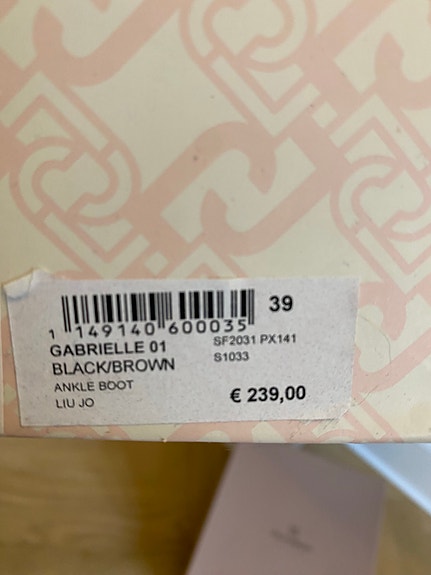 39
1 149140 600035
GABRIELLE 01
SF2031 PX141
BLACK/BROWN
S1033
ANKLE BOOT
LIU JO
€ 239,00